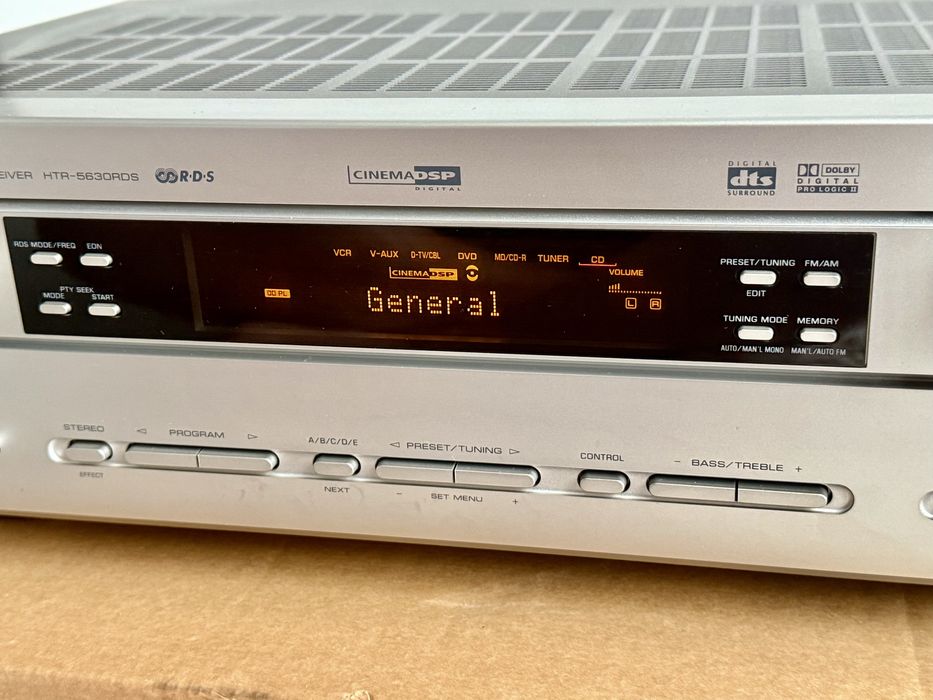 EIVER HTR-5630RDS R·D·S
CINEMA DSP
DIGITAL
DIGITAL
dts
SURROUND
DOLBY
DIGITAL
PRO LOGIC II
RDS MODE/FREQ EON
PTY SEEK
MODE START
VCR V-AUX D-TV/CBL DVD MD/CD-R TUNER CD
CINEMA DSP
VOLUME
DD PL
General
L R
PRESET/TUNING FM/AM
EDIT
TUNING MODE MEMORY
AUTO/MAN'L MONO MAN'L/AUTO FM
STEREO
EFFECT
◁ PROGRAM ▷
A/B/C/D/E
NEXT
◁ PRESET/TUNING ▷
– SET MENU +
CONTROL
– BASS/TREBLE +